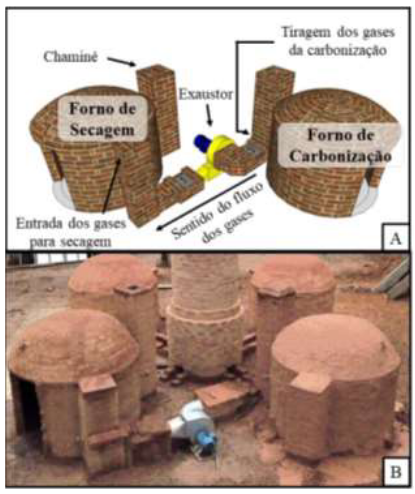 Tiragem dos gases
da carbonização
Chaminé
Exaustor
Forno de
Secagem
Forno de
Carbonização
Entrada dos gases
para secagem
Sentido do fluxo
dos gases
A
B